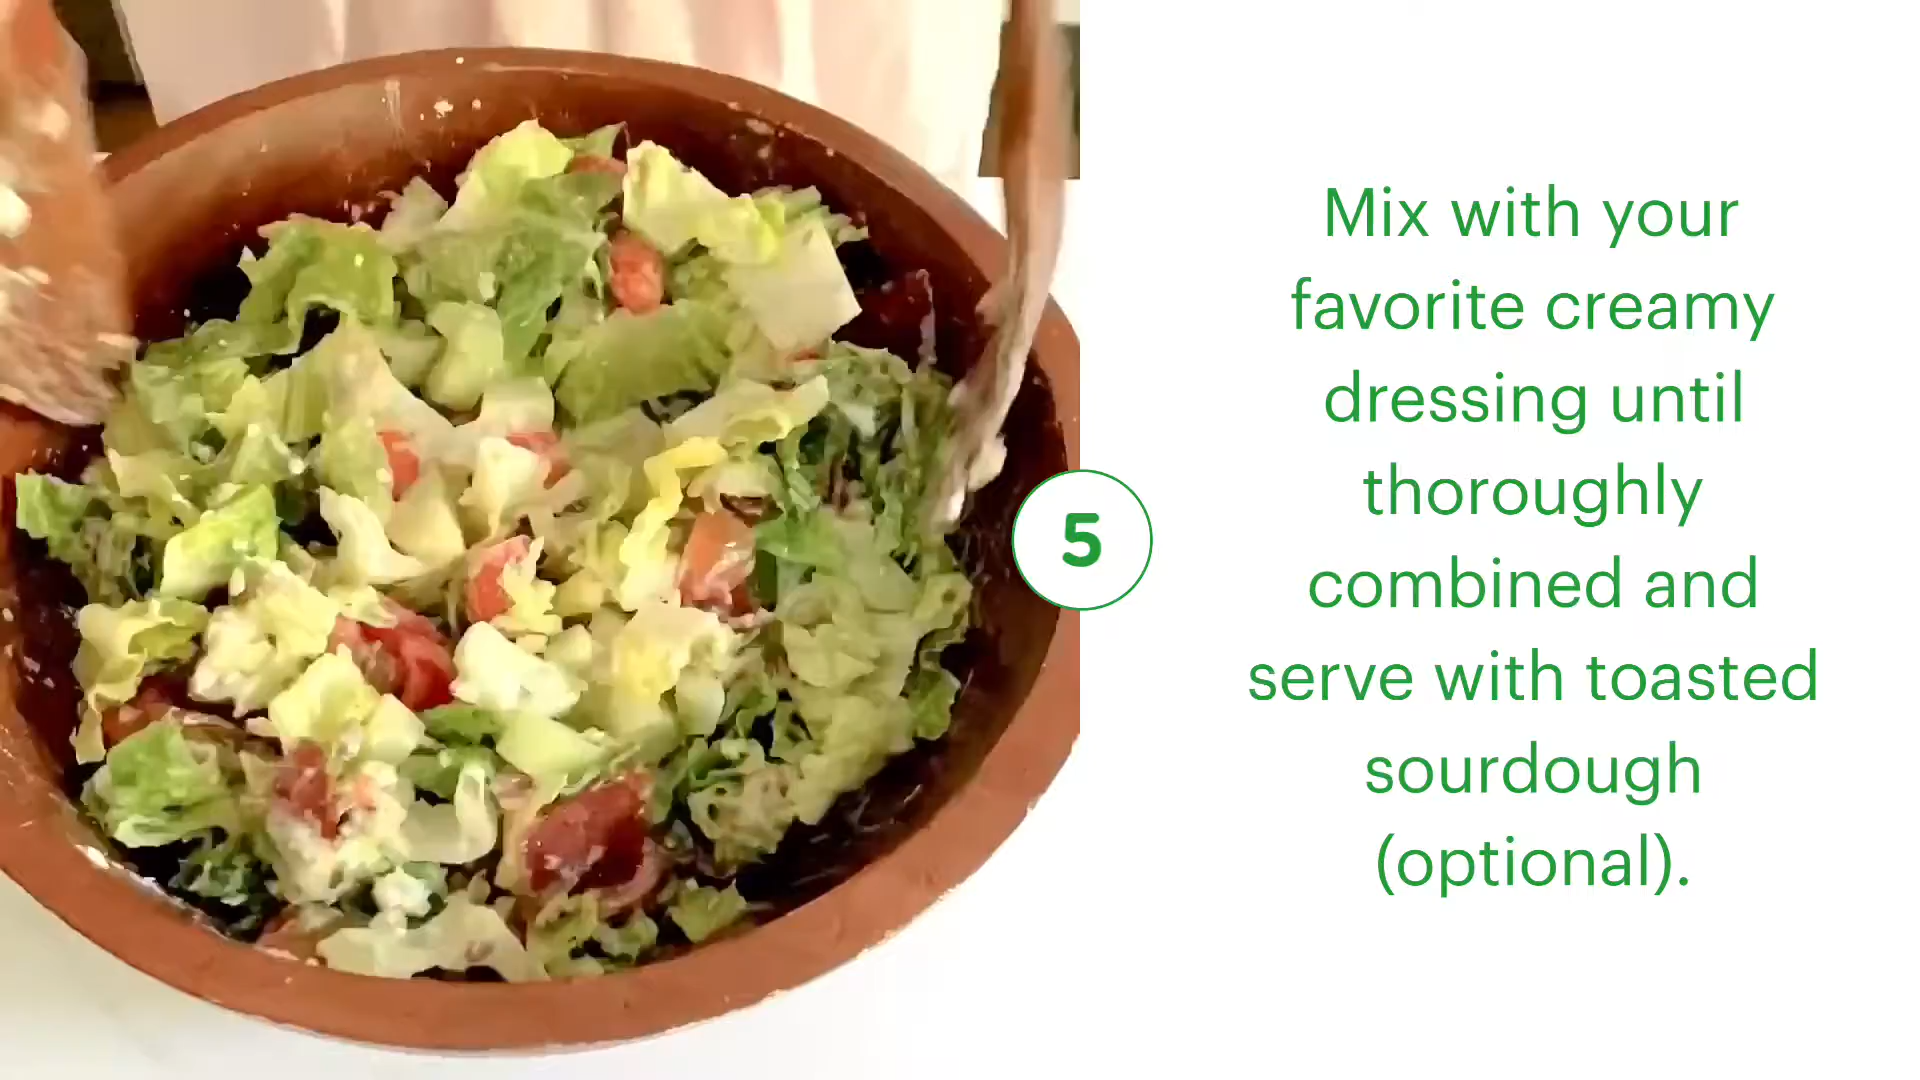 5
Mix with your
favorite creamy
dressing until
thoroughly
combined and
serve with toasted
sourdough
(optional).